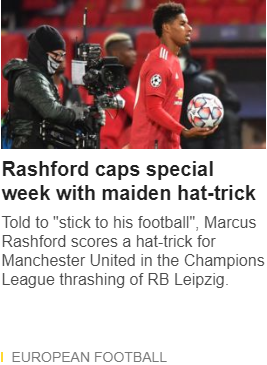 Rashford caps special
week with maiden hat-trick
Told to "stick to his football", Marcus
Rashford scores a hat-trick for
Manchester United in the Champions
League thrashing of RB Leipzig.
EUROPEAN FOOTBALL